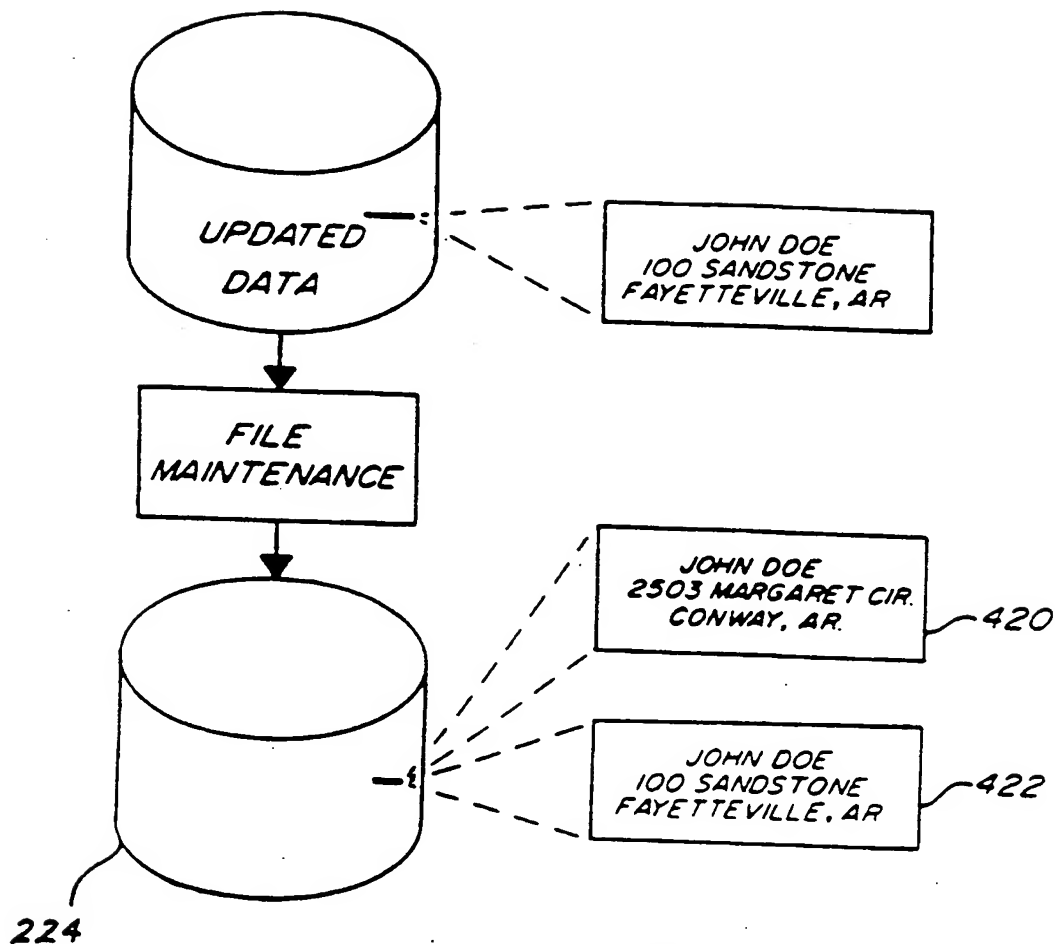 UPDATED
DATA
JOHN DOE
100 SANDSTONE
FAYETTEVILLE, AR
FILE
MAINTENANCE
JOHN DOE
2503 MARGARET CIR.
CONWAY, AR.
420
JOHN DOE
100 SANDSTONE
FAYETTEVILLE, AR
422
224